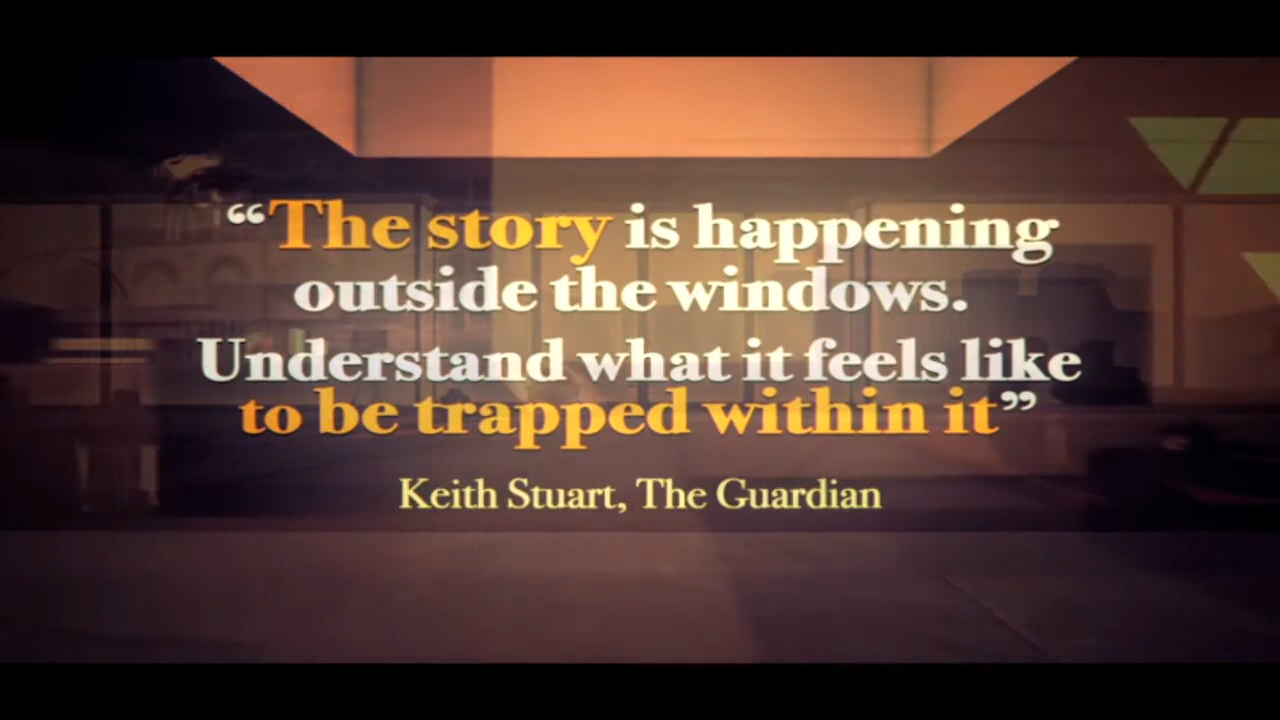 “The story is happening
outside the windows.
Understand what it feels like
to be trapped within it”
Keith Stuart, The Guardian